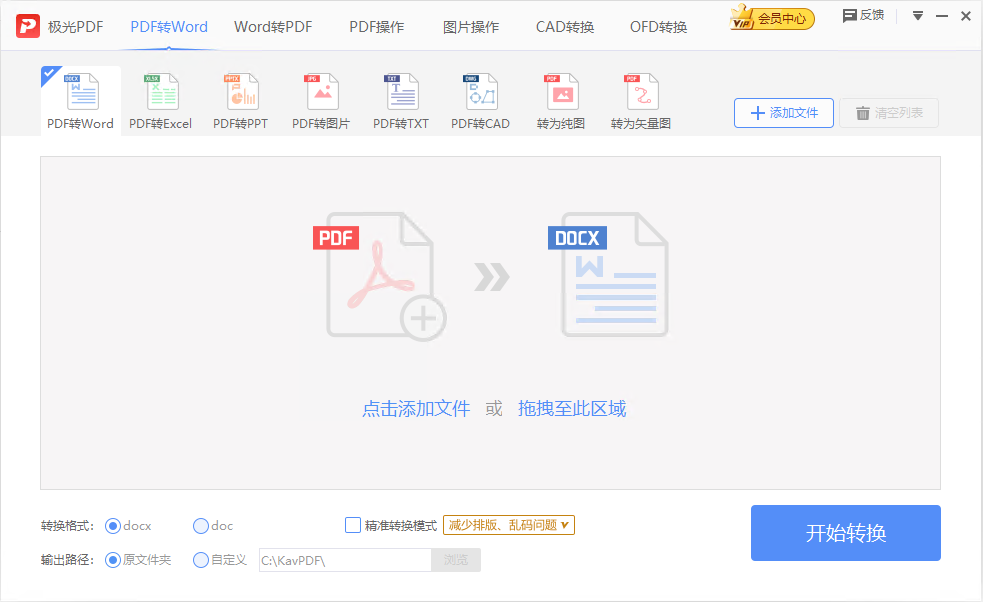 极光PDF
PDF转Word
Word转PDF
PDF操作
图片操作
CAD转换
OFD转换
VIP 会员中心
反馈
DOCX
W
PDF转Word
XLSX
PDF转Excel
PPTX
PDF转PPT
JPG
PDF转图片
TXT
T
PDF转TXT
DWG
PDF转CAD
PDF
转为纯图
PDF
转为矢量图
添加文件
清空列表
PDF
DOCX
W
点击添加文件 或 拖拽至此区域
转换格式: docx doc
精准转换模式
减少排版、乱码问题
输出路径: 原文件夹 自定义 C:\KavPDF\ 浏览
开始转换